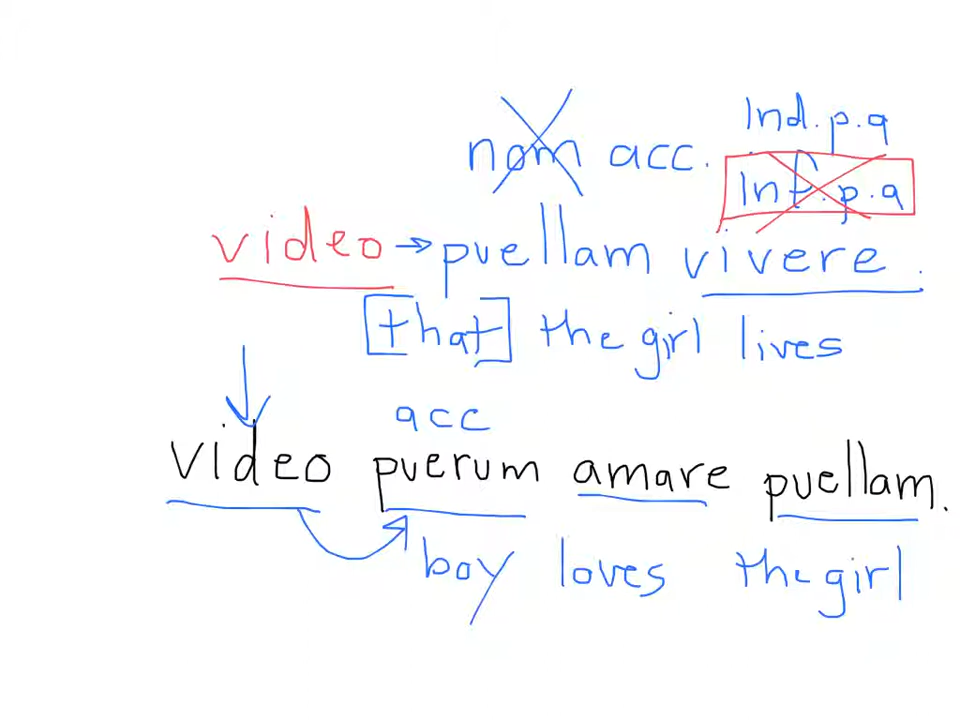 Ind.p.a
nom acc. Inf.p.a
video → puellam vivere.
[that] the girl lives
acc
video puerum amare puellam.
boy loves the girl